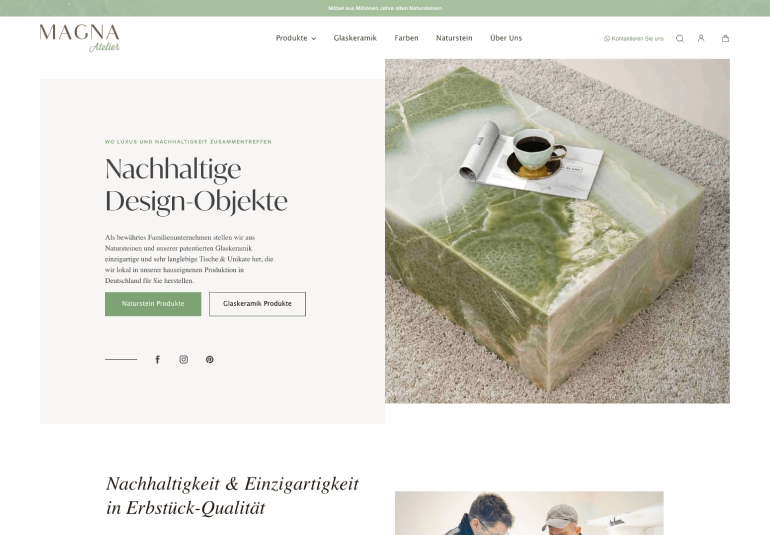 Möbel aus Millionen Jahre alten Natursteinen
MAGNA
Atelier
Produkte
Glaskeramik
Farben
Naturstein
Über Uns
Kontaktieren Sie uns
WO LUXUS UND NACHHALTIGKEIT ZUSAMMENTREFFEN
Nachhaltige
Design-Objekte
Als bewährtes Familienunternehmen stellen wir aus
Natursteinen und unserer patentierten Glaskeramik
einzigartige und sehr langlebige Tische & Unikate her, die
wir lokal in unserer hauseigenen Produktion in
Deutschland für Sie herstellen.
Naturstein Produkte
Glaskeramik Produkte
Nachhaltigkeit & Einzigartigkeit
in Erbstück-Qualität